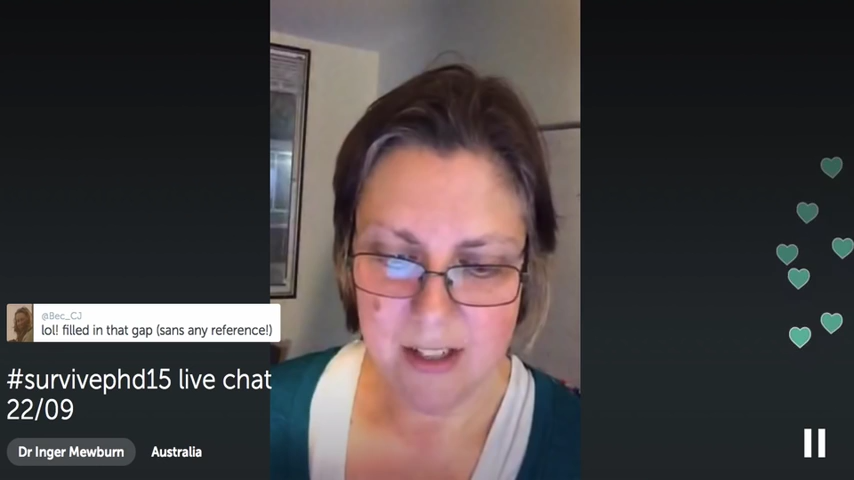 @Bec_CJ
lol! filled in that gap (sans any reference!)
#survivephd15 live chat
22/09
Dr Inger Mewburn Australia